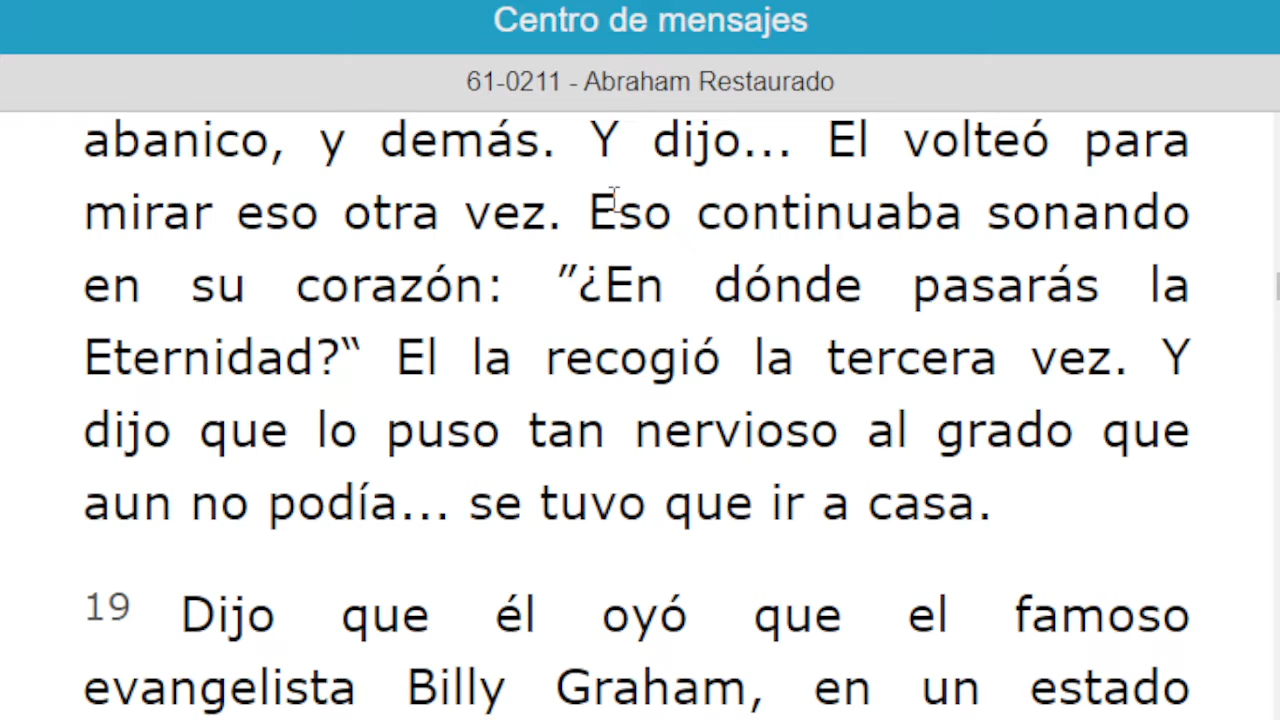 Centro de mensajes
61-0211 - Abraham Restaurado
abanico, y demás. Y dijo... El volteó para
mirar eso otra vez. Eso continuaba sonando
en su corazón: ”¿En dónde pasarás la
Eternidad?“ El la recogió la tercera vez. Y
dijo que lo puso tan nervioso al grado que
aun no podía... se tuvo que ir a casa.
19 Dijo que él oyó que el famoso
evangelista Billy Graham, en un estado